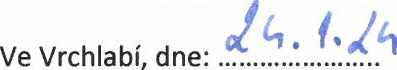 Ve Vrchlabí, dne: 24.1.24